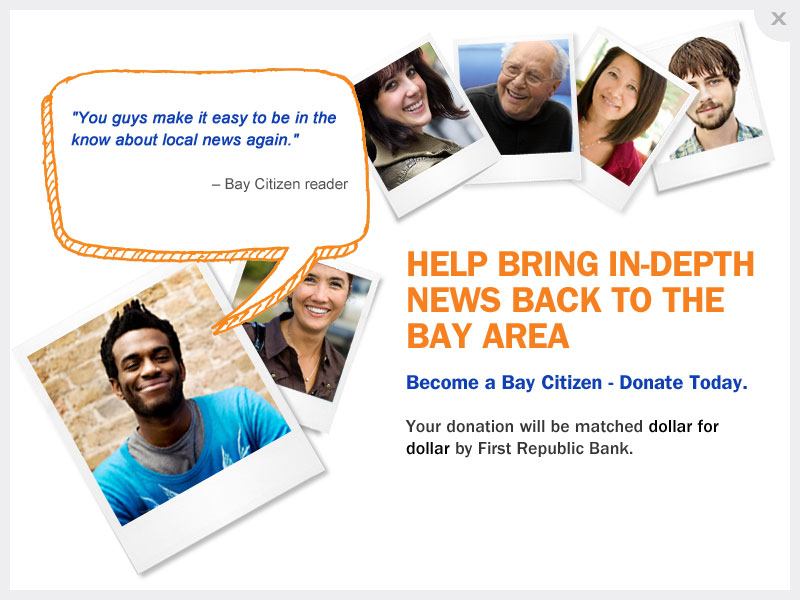 "You guys make it easy to be in the
know about local news again."
– Bay Citizen reader
HELP BRING IN-DEPTH
NEWS BACK TO THE
BAY AREA
Become a Bay Citizen - Donate Today.
Your donation will be matched dollar for
dollar by First Republic Bank.